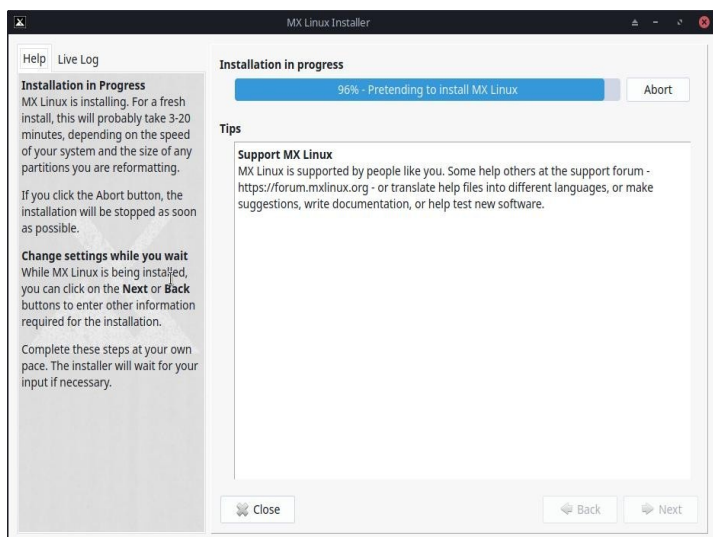 MX Linux Installer
Help Live Log
Installation in Progress
MX Linux is installing. For a fresh
install, this will probably take 3-20
minutes, depending on the speed
of your system and the size of any
partitions you are reformatting.
If you click the Abort button, the
installation will be stopped as soon
as possible.
Change settings while you wait
While MX Linux is being installed,
you can click on the Next or Back
buttons to enter other information
required for the installation.
Complete these steps at your own
pace. The installer will wait for your
input if necessary.
Installation in progress
96% - Pretending to install MX Linux
Abort
Tips
Support MX Linux
MX Linux is supported by people like you. Some help others at the support forum -
https://forum.mxlinux.org - or translate help files into different languages, or make
suggestions, write documentation, or help test new software.
Close
Back
Next